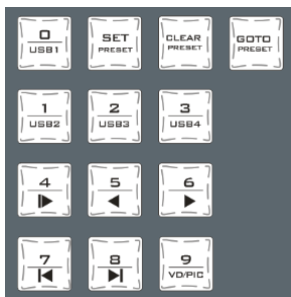 0 SET CLEAR GOTO
USB1 PRESET PRESET PRESET
1 2 3
USB2 USB3 USB4
4 5 6
7 8 9
VD/PIC